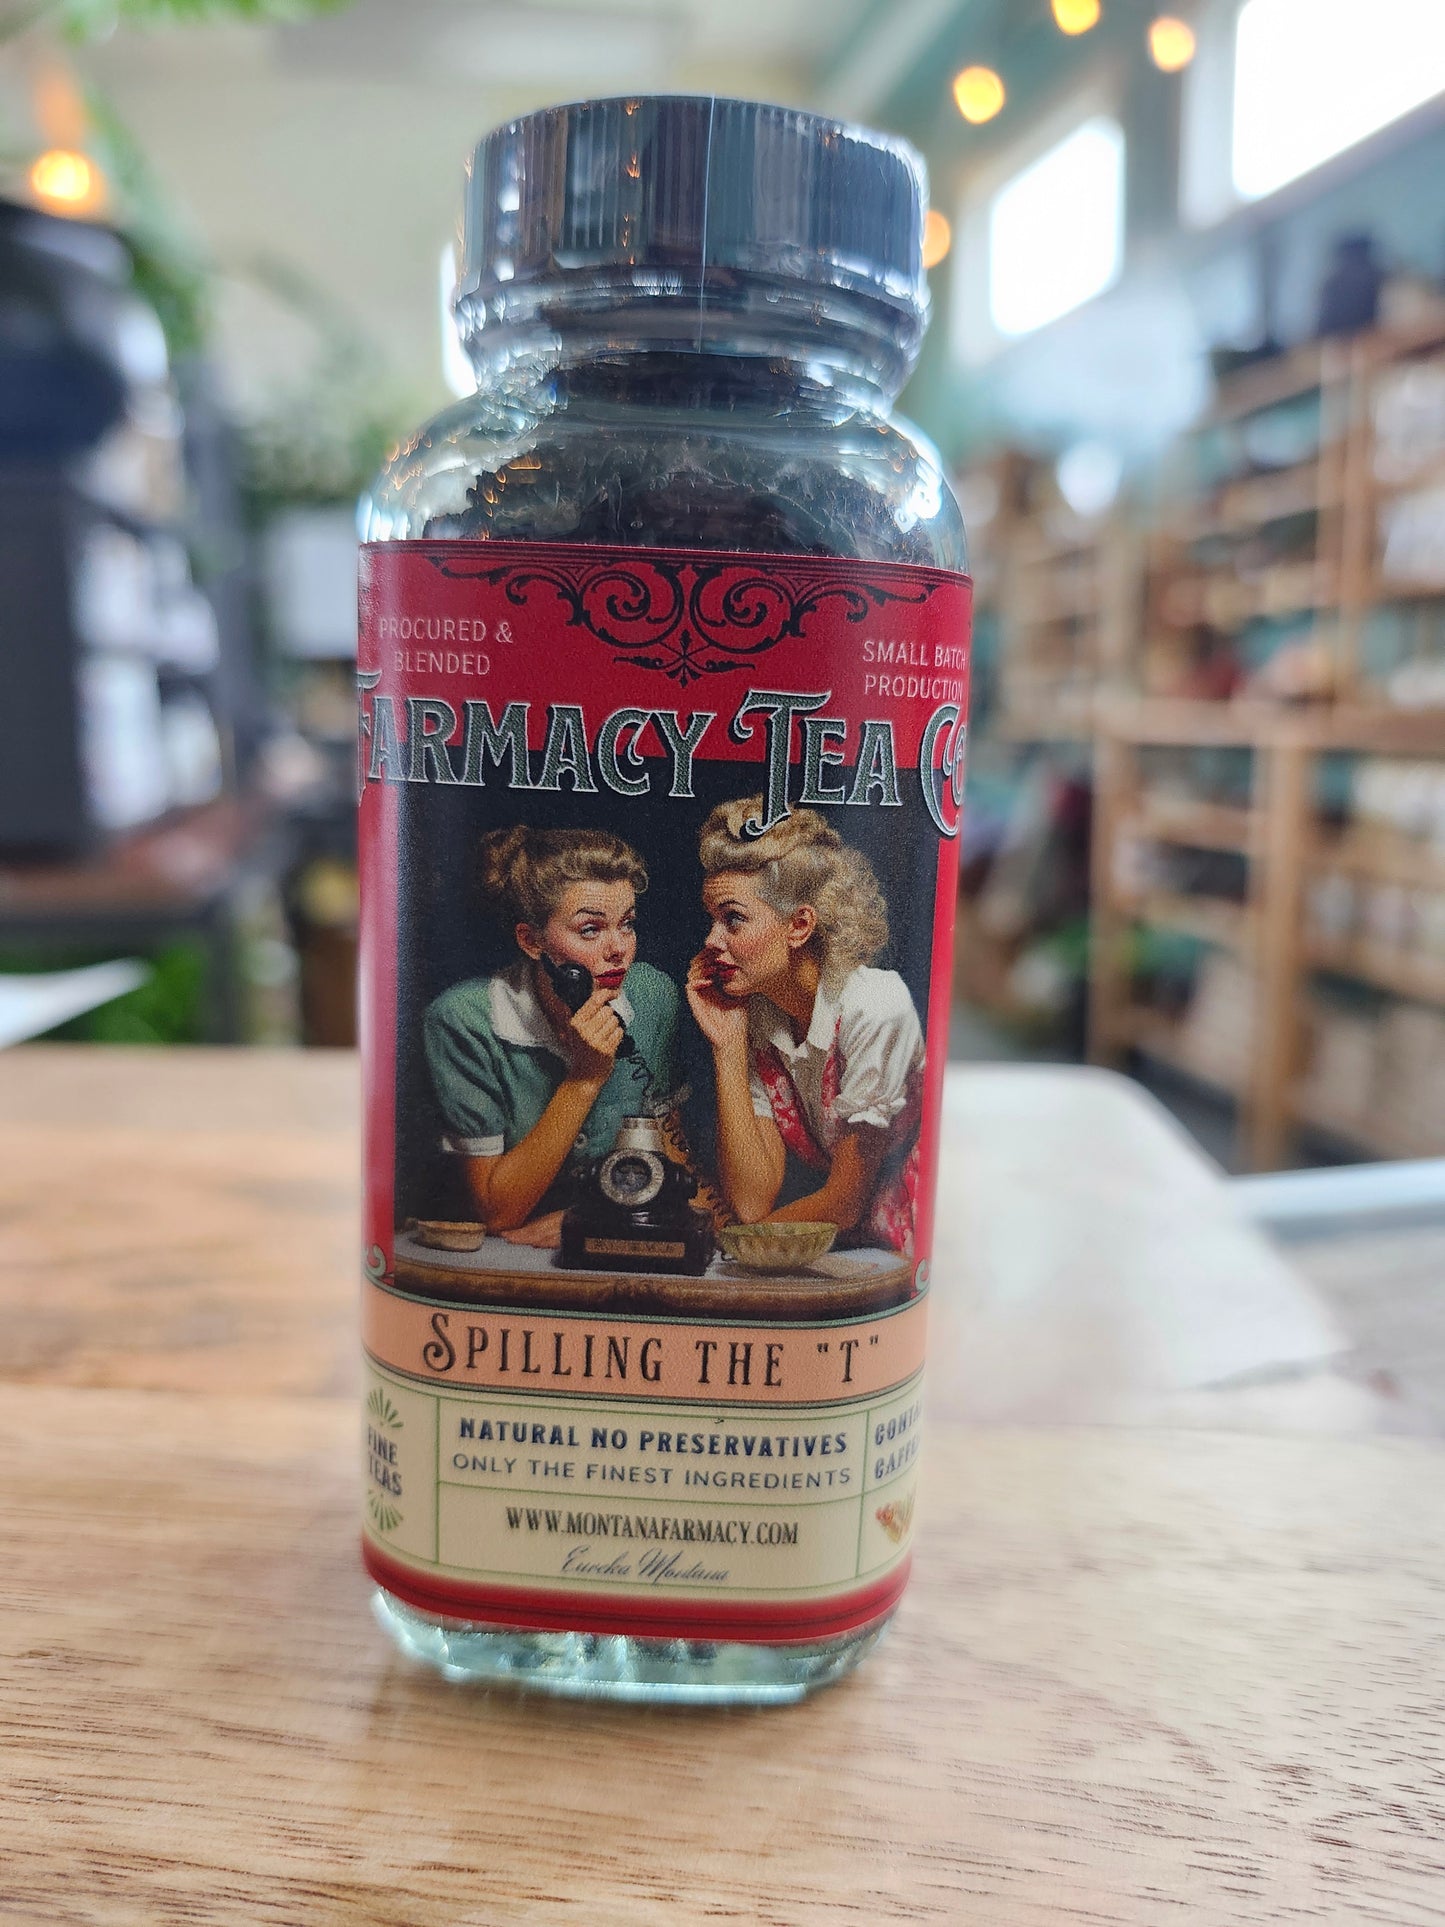 PROCURED &
BLENDED
SMALL BATCH
PRODUCTION
FARMACY TEA Co
SPILLING THE "T"
FINE
TEAS
NATURAL NO PRESERVATIVES
ONLY THE FINEST INGREDIENTS
WWW.MONTANAFARMACY.COM
Eureka Montana